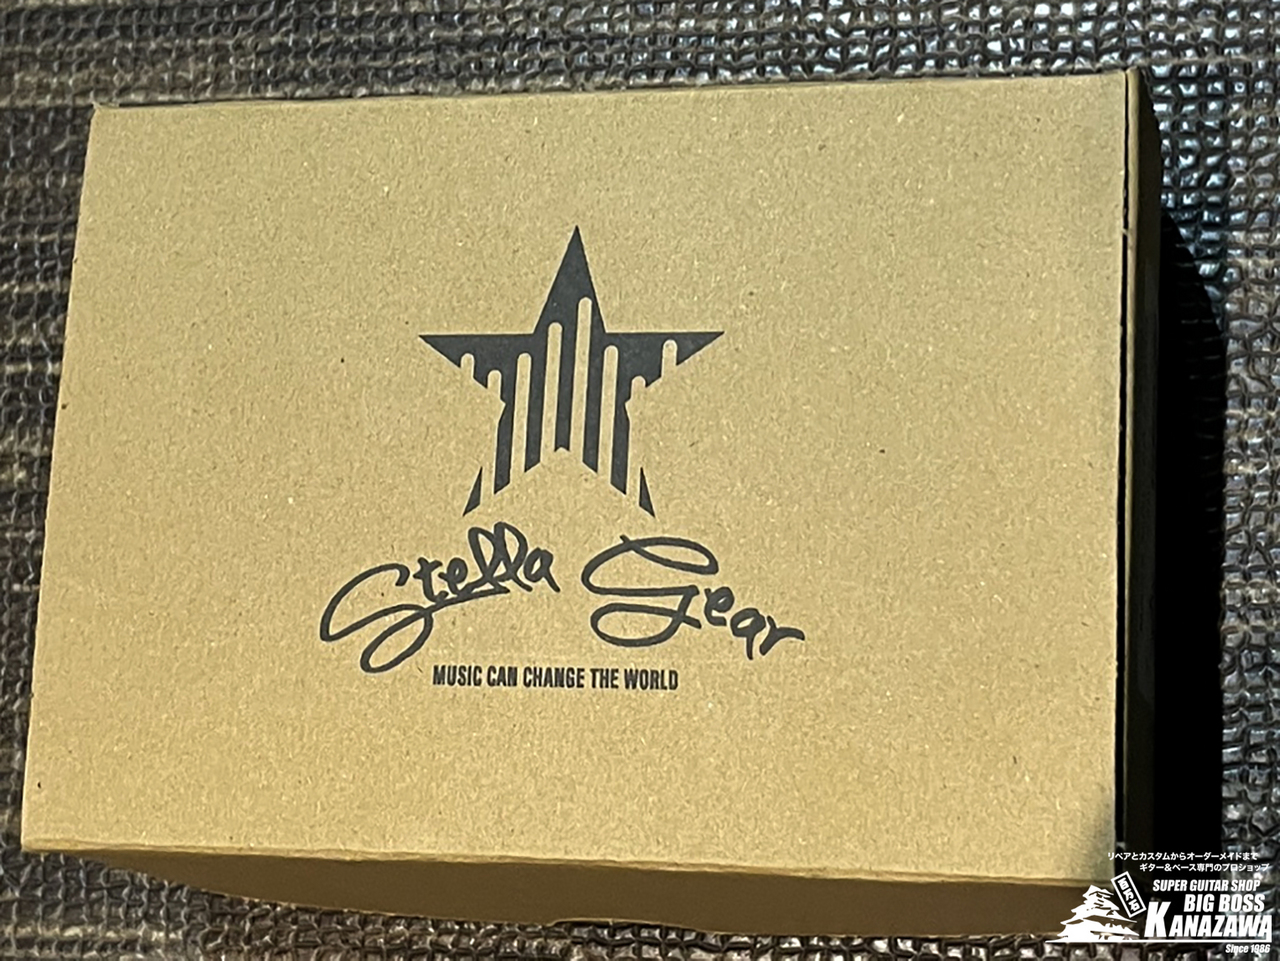 Stella Gear
MUSIC CAN CHANGE THE WORLD
リペアとカスタムからオーダーメイドまで
ギター&ベース専門のプロショップ
SUPER GUITAR SHOP
BIG BOSS
KANAZAWA
Since 1986